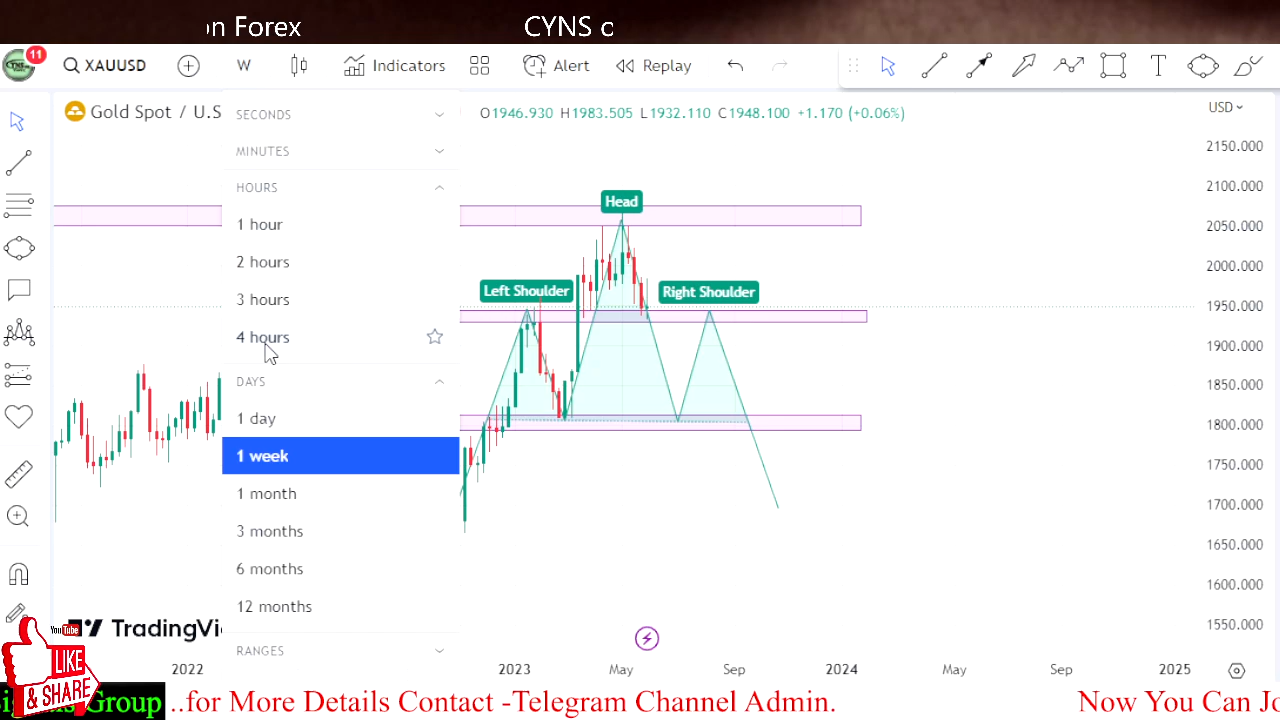 on Forex CYNS o
11 XAUUSD W Indicators Alert Replay
Gold Spot / U.S O1946.930 H1983.505 L1932.110 C1948.100 +1.170 (+0.06%) USD
SECONDS
MINUTES
HOURS
1 hour
2 hours
3 hours
4 hours
DAYS
1 day
1 week
1 month
3 months
6 months
12 months
RANGES
Head
Left Shoulder
Right Shoulder
2150.000
2100.000
2050.000
2000.000
1950.000
1900.000
1850.000
1800.000
1750.000
1700.000
1650.000
1600.000
1550.000
TradingVi
2022 2023 May Sep 2024 May Sep 2025
YouTube
LIKE
& SHARE
Group ..for More Details Contact -Telegram Channel Admin. Now You Can Jo